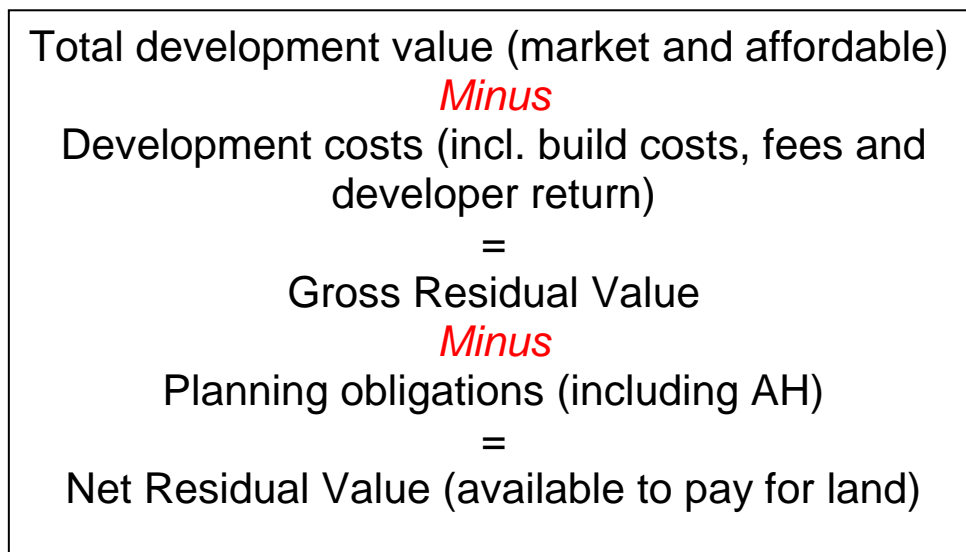 Total development value (market and affordable)
Minus
Development costs (incl. build costs, fees and
developer return)
=
Gross Residual Value
Minus
Planning obligations (including AH)
=
Net Residual Value (available to pay for land)